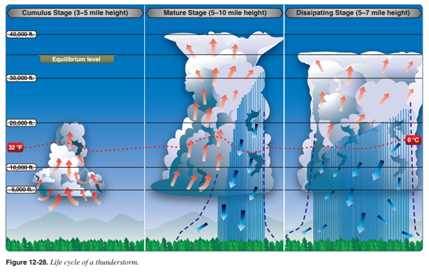 Cumulus Stage (3–5 mile height)
Mature Stage (5–10 mile height)
Dissipating Stage (5–7 mile height)
40,000 ft.
Equilibrium level
30,000 ft.
20,000 ft.
32 °F
0 °C
10,000 ft.
5,000 ft.
Figure 12-28. Life cycle of a thunderstorm.